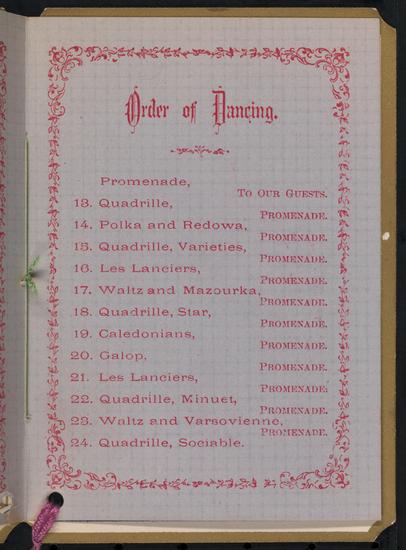 Order of Dancing.
Promenade,
To Our Guests.
13. Quadrille,
Promenade.
14. Polka and Redowa,
Promenade.
15. Quadrille, Varieties,
Promenade.
16. Les Lanciers,
Promenade.
17. Waltz and Mazourka,
Promenade.
18. Quadrille, Star,
Promenade.
19. Caledonians,
Promenade.
20. Galop,
Promenade.
21. Les Lanciers,
Promenade.
22. Quadrille, Minuet,
Promenade.
23. Waltz and Varsovienne,
Promenade.
24. Quadrille, Sociable.